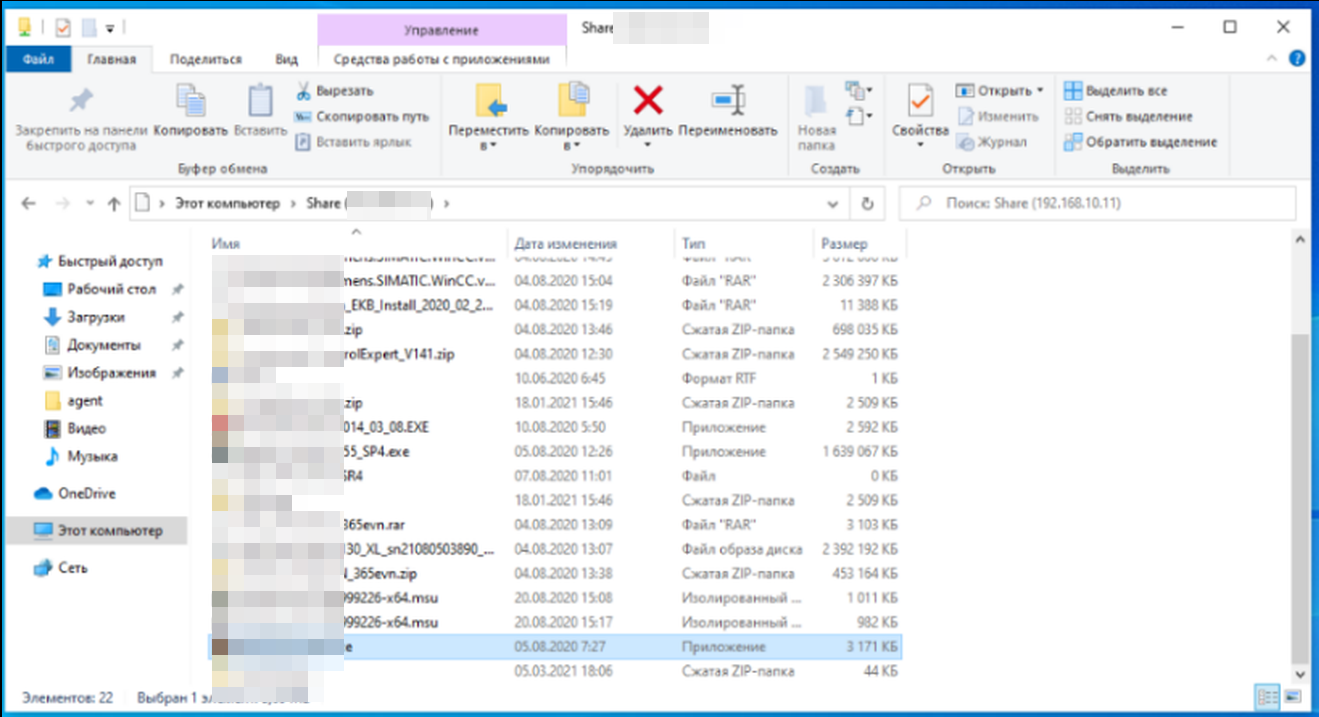 Управление
Share
Файл Главная Поделиться Вид Средства работы с приложениями
Закрепить на панели быстрого доступа
Копировать
Вставить
Вырезать
Скопировать путь
Вставить ярлык
Буфер обмена
Переместить в
Копировать в
Удалить
Переименовать
Упорядочить
Новая папка
Создать
Свойства
Открыть
Изменить
Журнал
Открыть
Выделить все
Снять выделение
Обратить выделение
Выделить
Этот компьютер > Share ( ) >
Поиск: Share (192.168.10.11)
Быстрый доступ
Рабочий стол
Загрузки
Документы
Изображения
agent
Видео
Музыка
OneDrive
Этот компьютер
Сеть
Имя Дата изменения Тип Размер
mens.SIMATIC.WinCC.v... 04.08.2020 15:04 Файл "RAR" 2 306 397 КБ
_EKB_Install_2020_02_2... 04.08.2020 15:19 Файл "RAR" 11 388 КБ
.zip 04.08.2020 13:46 Сжатая ZIP-папка 698 035 КБ
rolExpert_V141.zip 04.08.2020 12:30 Сжатая ZIP-папка 2 549 250 КБ
10.06.2020 6:45 Формат RTF 1 КБ
.zip 18.01.2021 15:46 Сжатая ZIP-папка 2 509 КБ
014_03_08.EXE 10.08.2020 5:50 Приложение 2 592 КБ
55_SP4.exe 05.08.2020 12:26 Приложение 1 639 067 КБ
SR4 07.08.2020 11:01 Файл 0 КБ
18.01.2021 15:46 Сжатая ZIP-папка 2 509 КБ
365evn.rar 04.08.2020 13:09 Файл "RAR" 3 103 КБ
130_XL_sn21080503890_... 04.08.2020 13:07 Файл образа диска 2 392 192 КБ
_365evn.zip 04.08.2020 13:38 Сжатая ZIP-папка 453 164 КБ
999226-x64.msu 20.08.2020 15:08 Изолированный ... 1 011 КБ
999226-x64.msu 20.08.2020 15:17 Изолированный ... 982 КБ
e 05.08.2020 7:27 Приложение 3 171 КБ
05.03.2021 18:06 Сжатая ZIP-папка 44 КБ
Элементов: 22 Выбран 1